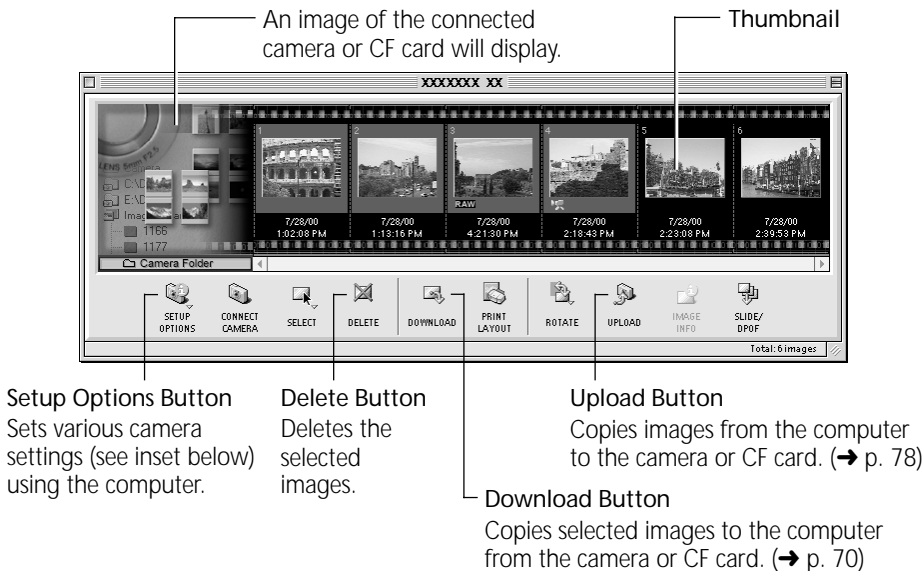 An image of the connected
camera or CF card will display.
Thumbnail
XXXXXXX XX
LENS 5mm F2.5
C:\D
E:\D
1166
1177
Camera Folder
1
7/28/00
1:02:08 PM
2
7/28/00
1:13:16 PM
3
RAW
7/28/00
4:21:30 PM
4
7/28/00
2:18:43 PM
5
7/28/00
2:23:08 PM
6
7/28/00
2:39:53 PM
SETUP
OPTIONS
CONNECT
CAMERA
SELECT
DELETE
DOWNLOAD
PRINT
LAYOUT
ROTATE
UPLOAD
IMAGE
INFO
SLIDE/
DPOF
Total:6 images
Setup Options Button
Sets various camera
settings (see inset below)
using the computer.
Delete Button
Deletes the
selected
images.
Upload Button
Copies images from the computer
to the camera or CF card. (➜ p. 78)
Download Button
Copies selected images to the computer
from the camera or CF card. (➜ p. 70)